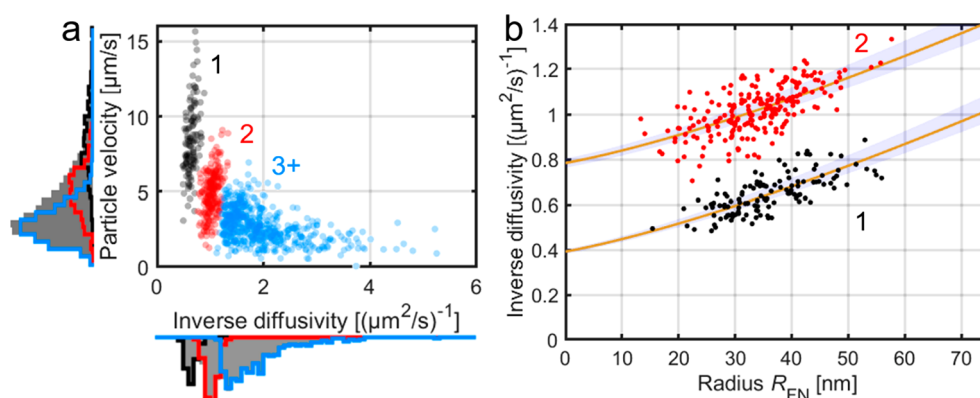 a
Particle velocity [μm/s]
15
10
5
0
1
2
3+
2
4
6
Inverse diffusivity [(μm²/s)⁻¹]
b
Inverse diffusivity [(μm²/s)⁻¹]
1.4
1.2
1.0
0.8
0.6
0.4
0.2
0
2
1
0 10 20 30 40 50 60 70
Radius R_FN [nm]